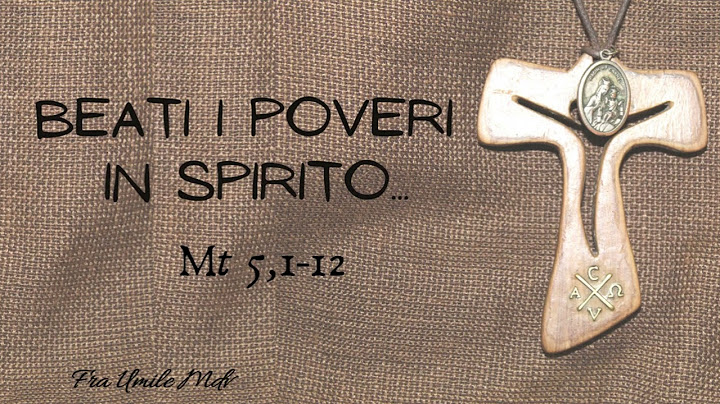 BEATI I POVERI
IN SPIRITO...
Mt 5,1-12
Fra Umile Mdv
C
A Ω
V